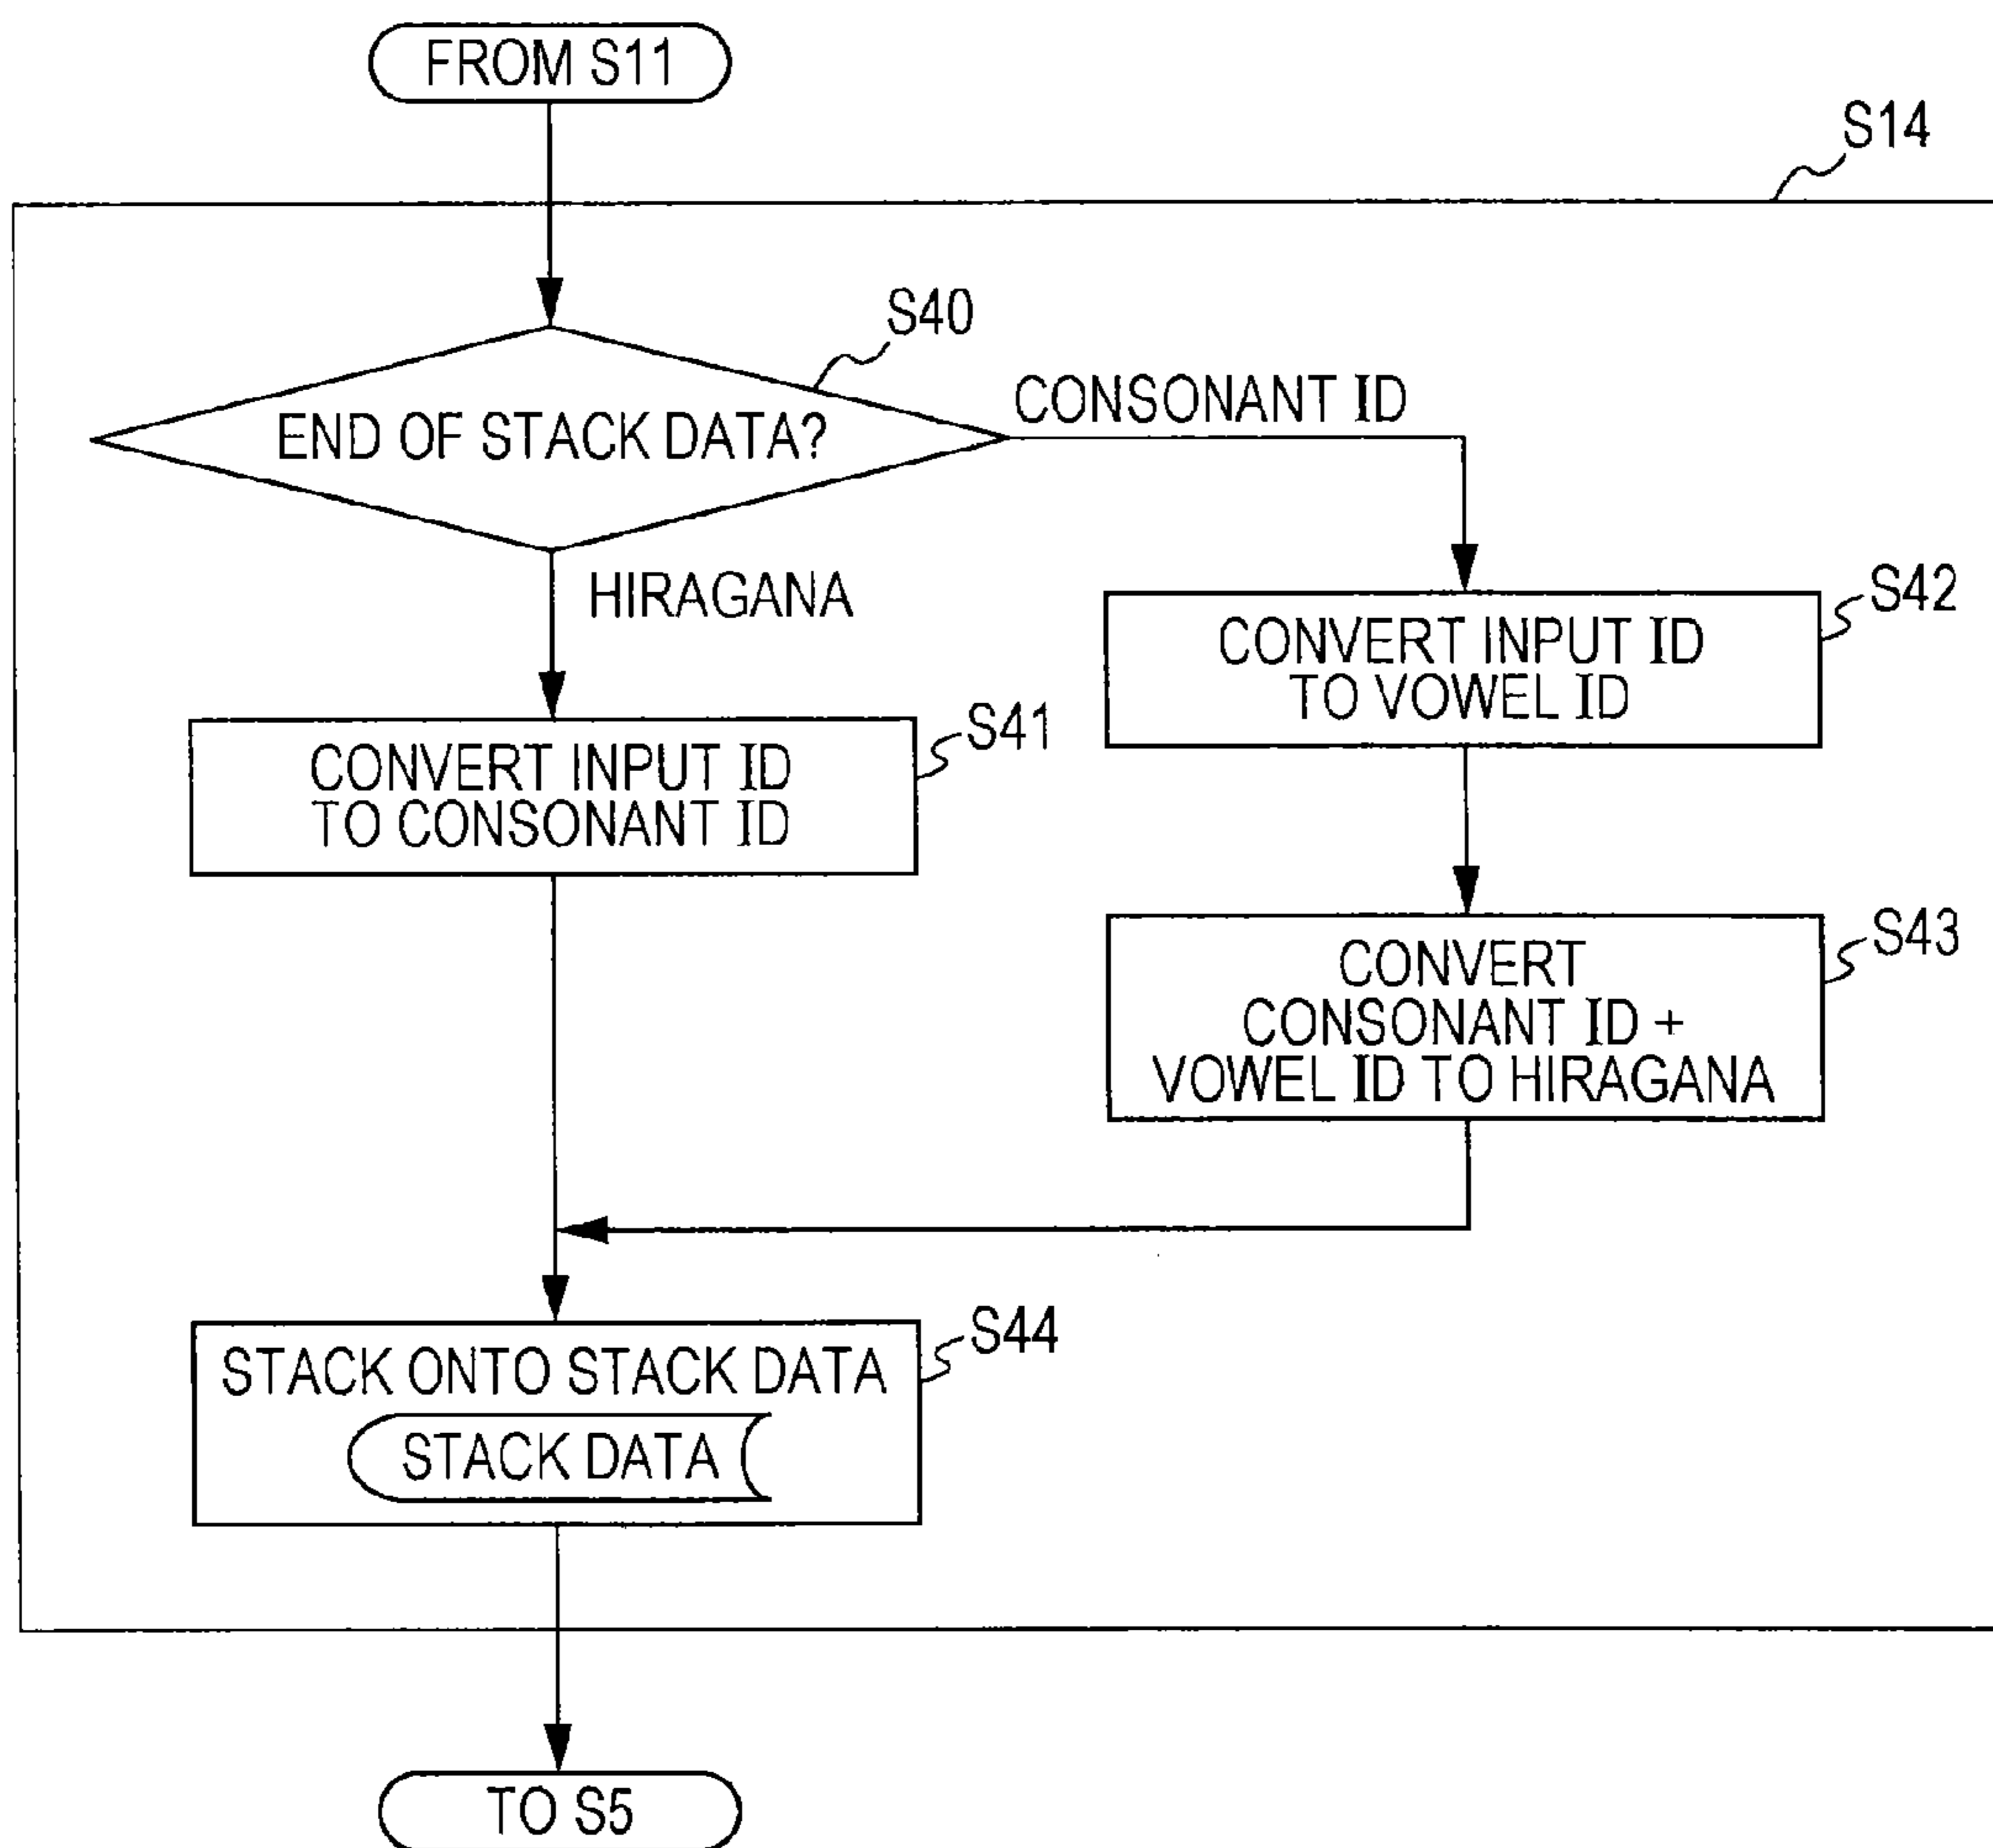 FROM S11
S14
S40
END OF STACK DATA?
CONSONANT ID
HIRAGANA
S42
CONVERT INPUT ID
TO VOWEL ID
S41
CONVERT INPUT ID
TO CONSONANT ID
S43
CONVERT
CONSONANT ID +
VOWEL ID TO HIRAGANA
S44
STACK ONTO STACK DATA
STACK DATA
TO S5